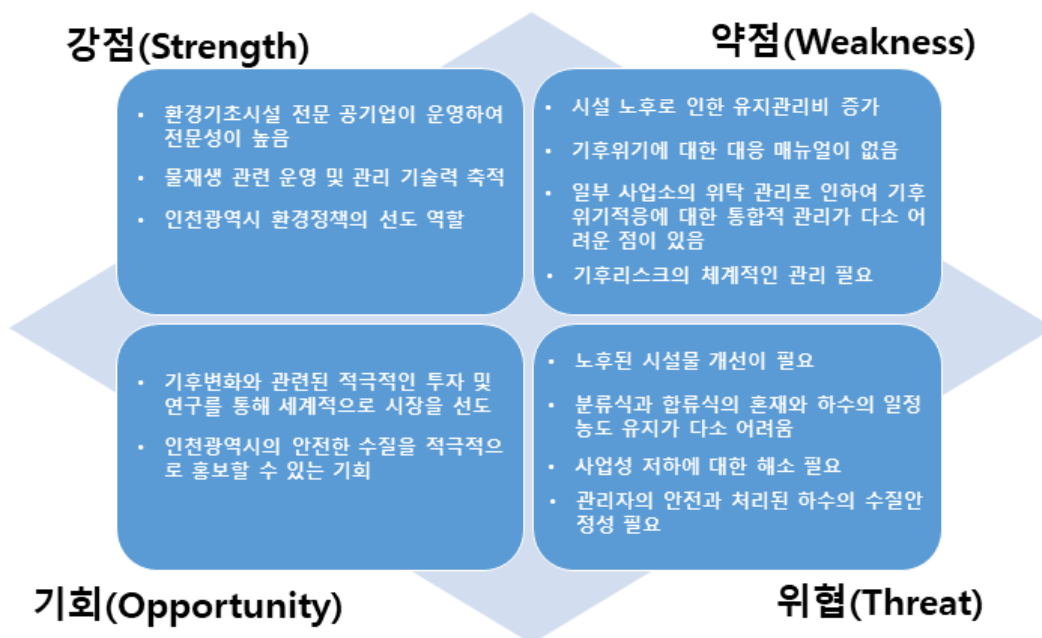 강점(Strength)
• 환경기초시설 전문 공기업이 운영하여
전문성이 높음
• 물재생 관련 운영 및 관리 기술력 축적
• 인천광역시 환경정책의 선도 역할
약점(Weakness)
• 시설 노후로 인한 유지관리비 증가
• 기후위기에 대한 대응 매뉴얼이 없음
• 일부 사업소의 위탁 관리로 인하여 기후
위기적응에 대한 통합적 관리가 다소 어
려운 점이 있음
• 기후리스크의 체계적인 관리 필요
• 기후변화와 관련된 적극적인 투자 및
연구를 통해 세계적으로 시장을 선도
• 인천광역시의 안전한 수질을 적극적으
로 홍보할 수 있는 기회
기회(Opportunity)
• 노후된 시설물 개선이 필요
• 분류식과 합류식의 혼재와 하수의 일정
농도 유지가 다소 어려움
• 사업성 저하에 대한 해소 필요
• 관리자의 안전과 처리된 하수의 수질안
정성 필요
위협(Threat)